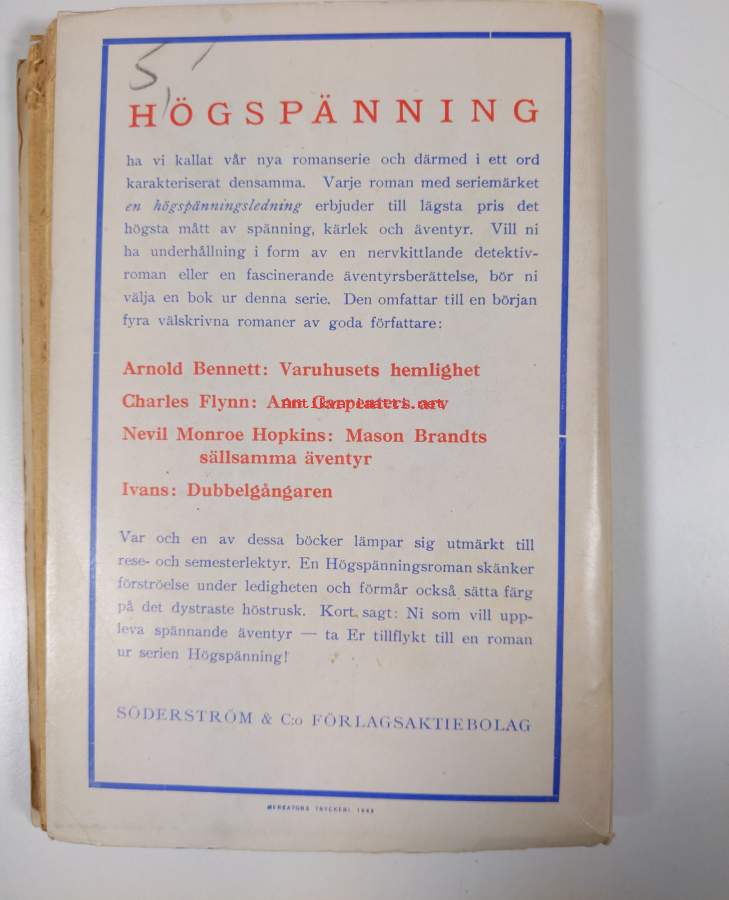 5,
HÖGSPÄNNING
ha vi kallat vår nya romanserie och därmed i ett ord
karakteriserat densamma. Varje roman med seriemärket
en högspänningsledning erbjuder till lägsta pris det
högsta mått av spänning, kärlek och äventyr. Vill ni
ha underhållning i form av en nervkittlande detektiv-
roman eller en fascinerande äventyrsberättelse, bör ni
välja en bok ur denna serie. Den omfattar till en början
fyra välskrivna romaner av goda författare:
Arnold Bennett: Varuhusets hemlighet
Charles Flynn: Ann Carpenters arv
Nevil Monroe Hopkins: Mason Brandts
sällsamma äventyr
Ivans: Dubbelgångaren
Var och en av dessa böcker lämpar sig utmärkt till
rese- och semesterlektyr. En Högspänningsroman skänker
förströelse under ledigheten och förmår också sätta färg
på det dystraste höstrusk. Kort sagt: Ni som vill upp-
leva spännande äventyr — ta Er tillflykt till en roman
ur serien Högspänning!
SÖDERSTRÖM & C:o FÖRLAGSAKTIEBOLAG
MERCATORS TRYCKERI